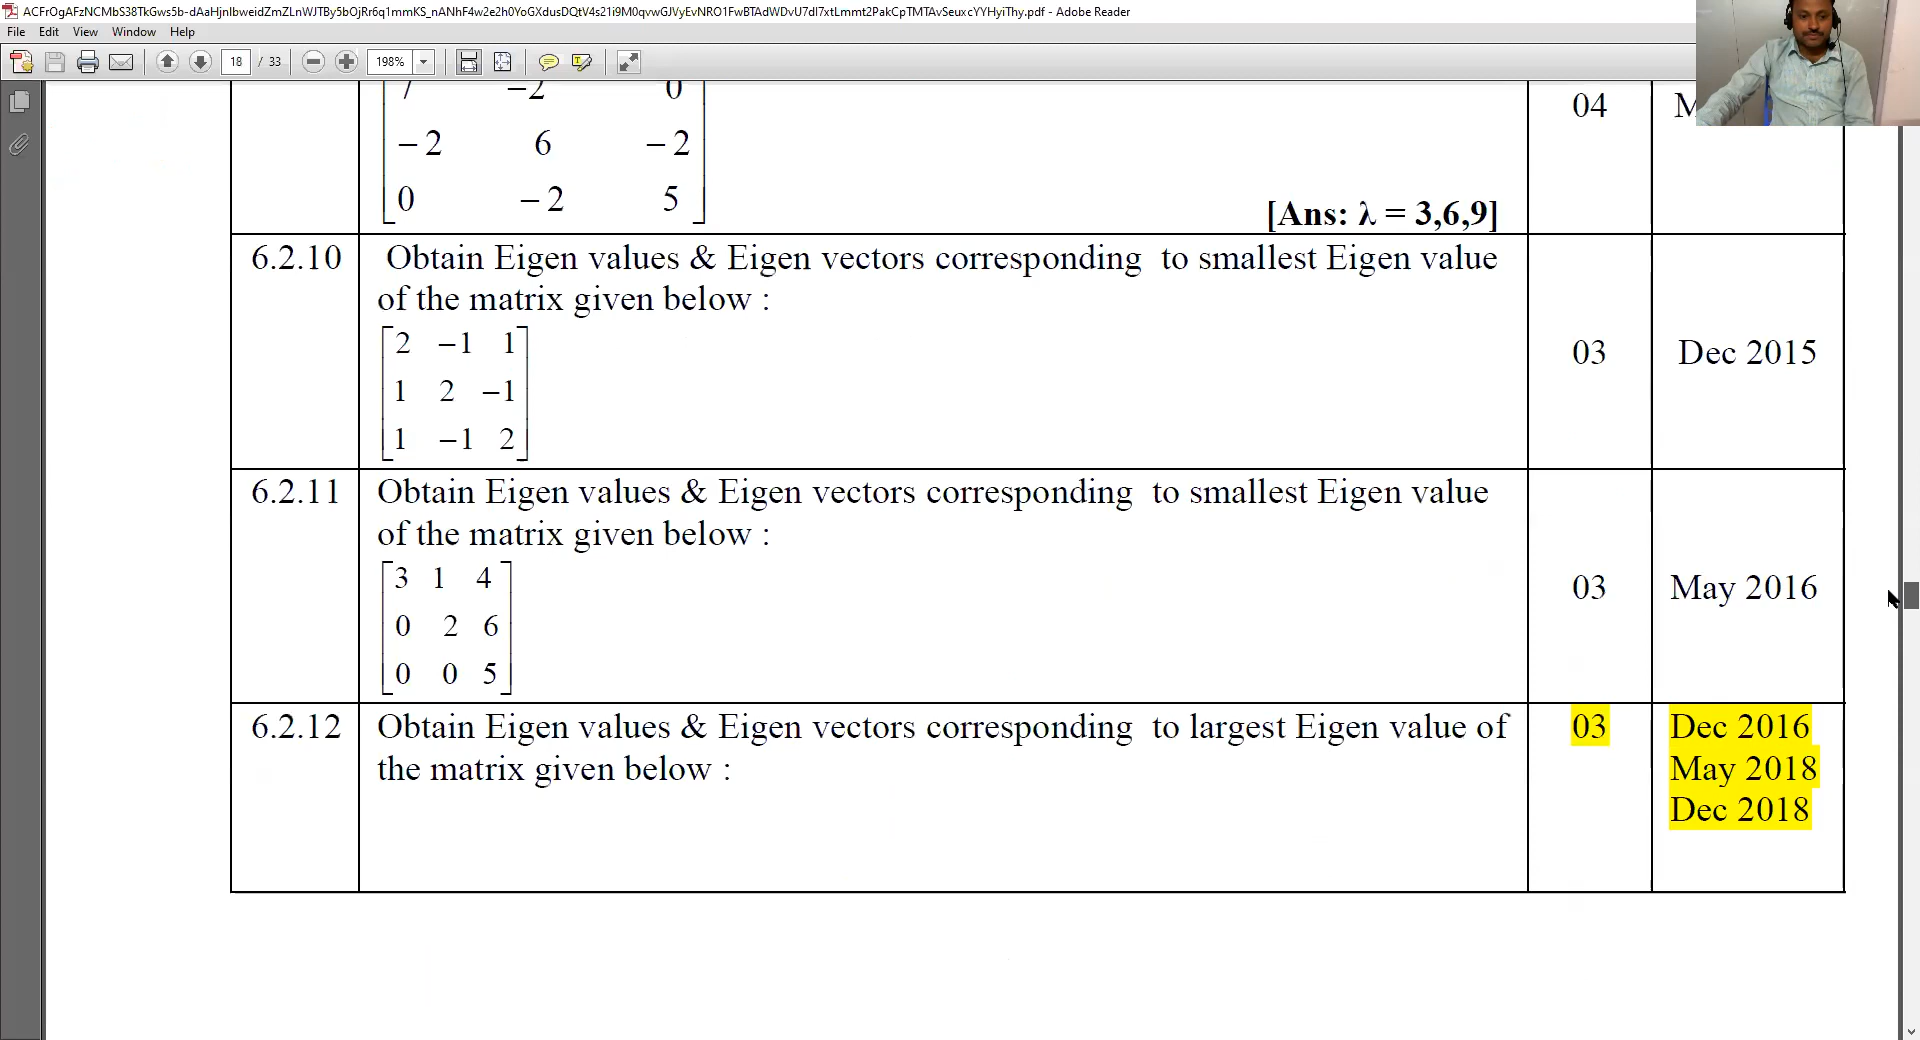 ACFrOgAFzNCMbS38TkGws5b-dAaHjnIbweidZmZLnWJTBy5bOjRr6q1mmKS_nANhF4w2e2h0YoGXdusDQtV4s21i9M0qvwGJVyEvNRO1FwBTAdWDvU7dI7xtLmmt2PakCpTMTAvSeuxcYYHyiThy.pdf - Adobe Reader
File Edit View Window Help
18 / 33 198%
7 −2 0
04
−2 6 −2
0 −2 5
[Ans: λ = 3,6,9]
6.2.10 Obtain Eigen values & Eigen vectors corresponding to smallest Eigen value
of the matrix given below :
2 −1 1
03 Dec 2015
1 2 −1
1 −1 2
6.2.11 Obtain Eigen values & Eigen vectors corresponding to smallest Eigen value
of the matrix given below :
3 1 4
03 May 2016
0 2 6
0 0 5
6.2.12 Obtain Eigen values & Eigen vectors corresponding to largest Eigen value of 03 Dec 2016
the matrix given below : May 2018
Dec 2018